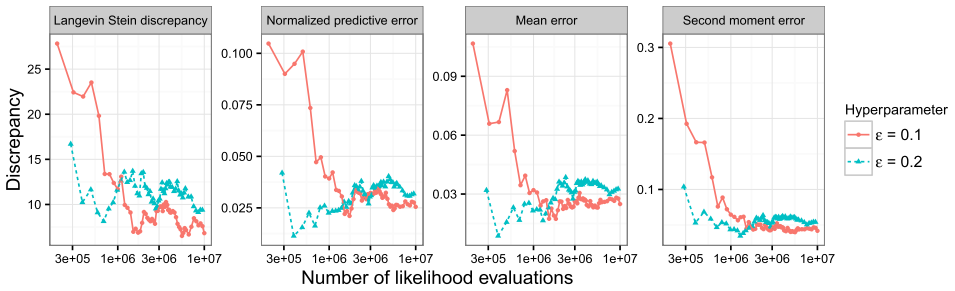 Langevin Stein discrepancy
Normalized predictive error
Mean error
Second moment error
Discrepancy
25
20
15
10
0.100
0.075
0.050
0.025
0.09
0.06
0.03
0.3
0.2
0.1
3e+05 1e+06 3e+06 1e+07
3e+05 1e+06 3e+06 1e+07
3e+05 1e+06 3e+06 1e+07
3e+05 1e+06 3e+06 1e+07
Number of likelihood evaluations
Hyperparameter
ε = 0.1
ε = 0.2